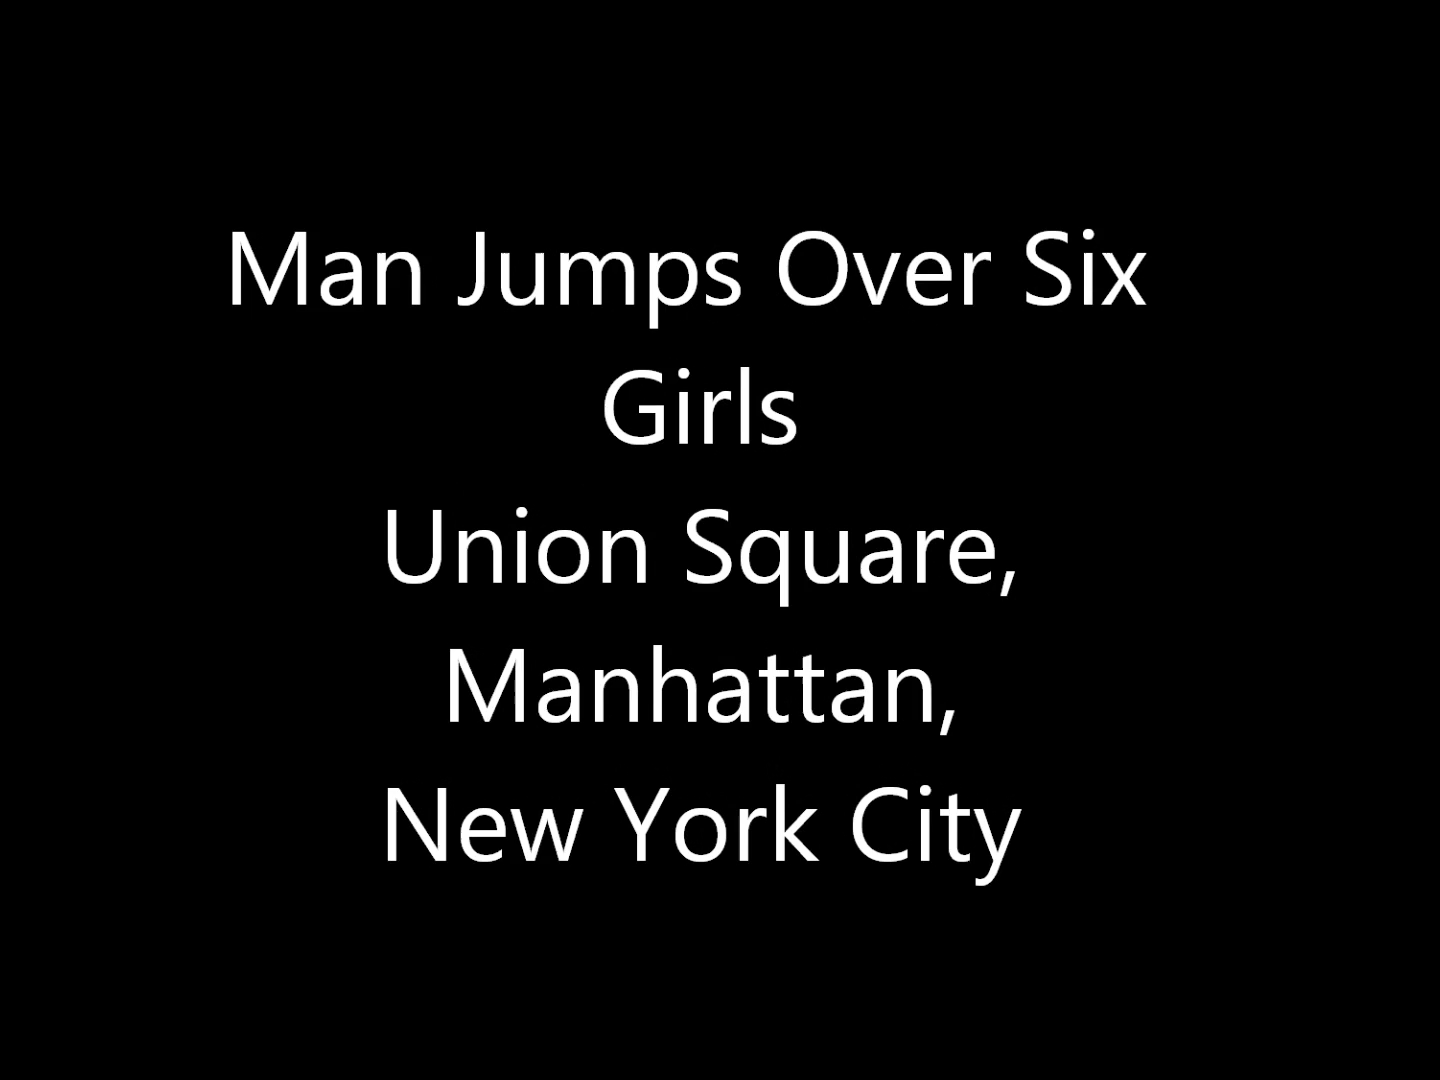 Man Jumps Over Six
Girls
Union Square,
Manhattan,
New York City